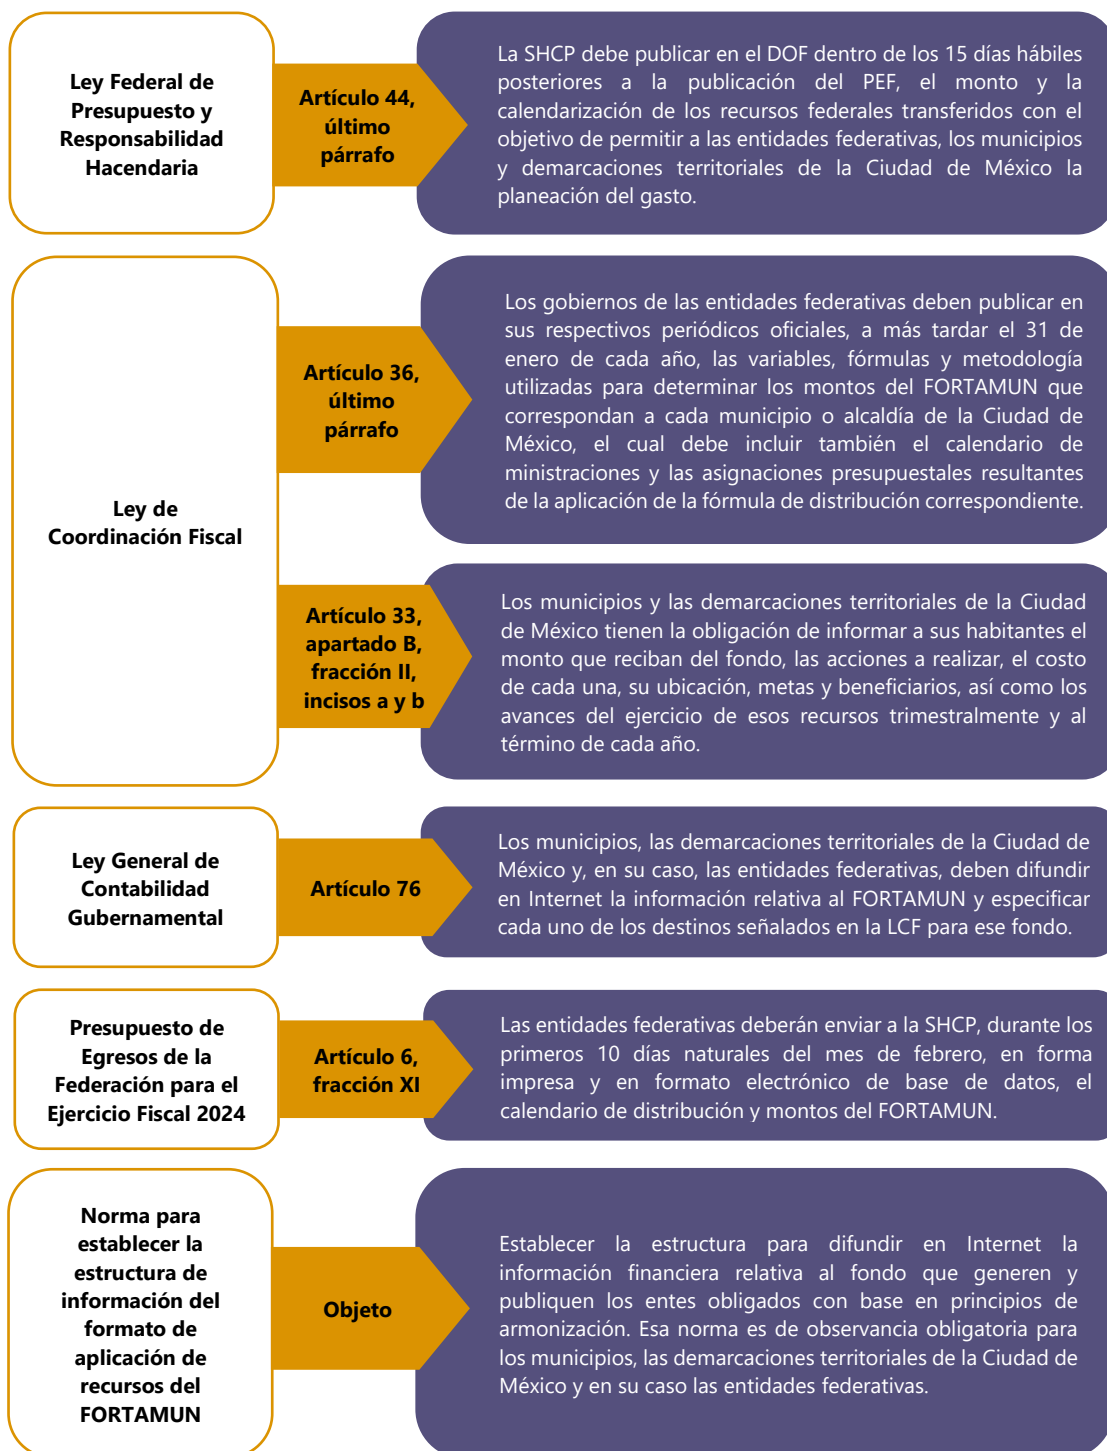 Ley Federal de
Presupuesto y
Responsabilidad
Hacendaria
Artículo 44,
último
párrafo
La SHCP debe publicar en el DOF dentro de los 15 días hábiles
posteriores a la publicación del PEF, el monto y la
calendarización de los recursos federales transferidos con el
objetivo de permitir a las entidades federativas, los municipios
y demarcaciones territoriales de la Ciudad de México la
planeación del gasto.
Ley de
Coordinación Fiscal
Artículo 36,
último
párrafo
Los gobiernos de las entidades federativas deben publicar en
sus respectivos periódicos oficiales, a más tardar el 31 de
enero de cada año, las variables, fórmulas y metodología
utilizadas para determinar los montos del FORTAMUN que
correspondan a cada municipio o alcaldía de la Ciudad de
México, el cual debe incluir también el calendario de
ministraciones y las asignaciones presupuestales resultantes
de la aplicación de la fórmula de distribución correspondiente.
Artículo 33,
apartado B,
fracción II,
incisos a y b
Los municipios y las demarcaciones territoriales de la Ciudad
de México tienen la obligación de informar a sus habitantes el
monto que reciban del fondo, las acciones a realizar, el costo
de cada una, su ubicación, metas y beneficiarios, así como los
avances del ejercicio de esos recursos trimestralmente y al
término de cada año.
Ley General de
Contabilidad
Gubernamental
Artículo 76
Los municipios, las demarcaciones territoriales de la Ciudad de
México y, en su caso, las entidades federativas, deben difundir
en Internet la información relativa al FORTAMUN y especificar
cada uno de los destinos señalados en la LCF para ese fondo.
Presupuesto de
Egresos de la
Federación para el
Ejercicio Fiscal 2024
Artículo 6,
fracción XI
Las entidades federativas deberán enviar a la SHCP, durante los
primeros 10 días naturales del mes de febrero, en forma
impresa y en formato electrónico de base de datos, el
calendario de distribución y montos del FORTAMUN.
Norma para
establecer la
estructura de
información del
formato de
aplicación de
recursos del
FORTAMUN
Objeto
Establecer la estructura para difundir en Internet la
información financiera relativa al fondo que generen y
publiquen los entes obligados con base en principios de
armonización. Esa norma es de observancia obligatoria para
los municipios, las demarcaciones territoriales de la Ciudad de
México y en su caso las entidades federativas.